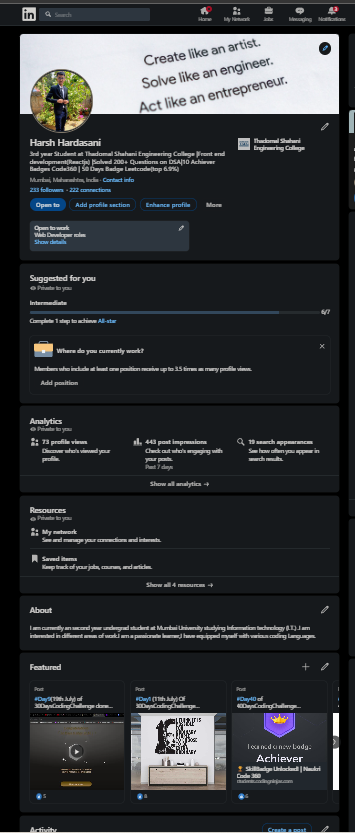 in
Search
Home
My Network
Jobs
Messaging
Notifications
Create like an artist.
Solve like an engineer.
Act like an entrepreneur.
Harsh Hardasani
3rd year Student at Thadomal Shahani Engineering College |Front end
development(Reactjs) |Solved 200+ Questions on DSA|10 Achiever
Badges Code360 | 50 Days Badge Leetcode(top 6.9%)
Thadomal Shahani
Engineering College
Mumbai, Maharashtra, India · Contact info
233 followers · 222 connections
Open to
Add profile section
Enhance profile
More
Open to work
Web Developer roles
Show details
Suggested for you
Private to you
Intermediate
6/7
Complete 1 step to achieve All-star
Where do you currently work?
Members who include at least one position receive up to 3.5 times as many profile views.
Add position
Analytics
Private to you
73 profile views
Discover who's viewed your
profile.
443 post impressions
Check out who's engaging with
your posts.
Past 7 days
19 search appearances
See how often you appear in
search results.
Show all analytics →
Resources
Private to you
My network
See and manage your connections and interests.
Saved items
Keep track of your jobs, courses, and articles.
Show all 4 resources →
About
I am currently an second year undergrad student at Mumbai University studying Information technology (I.T.) .I am
interested in different areas of work.I am a passionate learner,I have equipped myself with various coding Languages.
Featured
Post
#Day9(19th July) of
30DaysCodingChallenge done...
5
Post
#Day1 (11th July) Of
30DaysCodingChallenge...
8
Post
#Day40 of
40DaysCodingChallenge...
I earned a new badge
Achiever
SkillBadge Unlocked! | Naukri
Code 360
6
Activity
Create a post